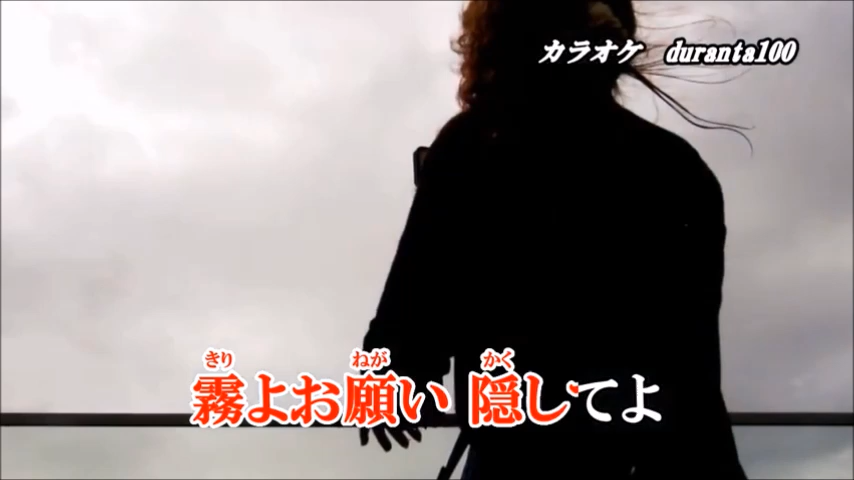 カラオケ duranta100
きり ねが かく
霧よお願い 隠してよ